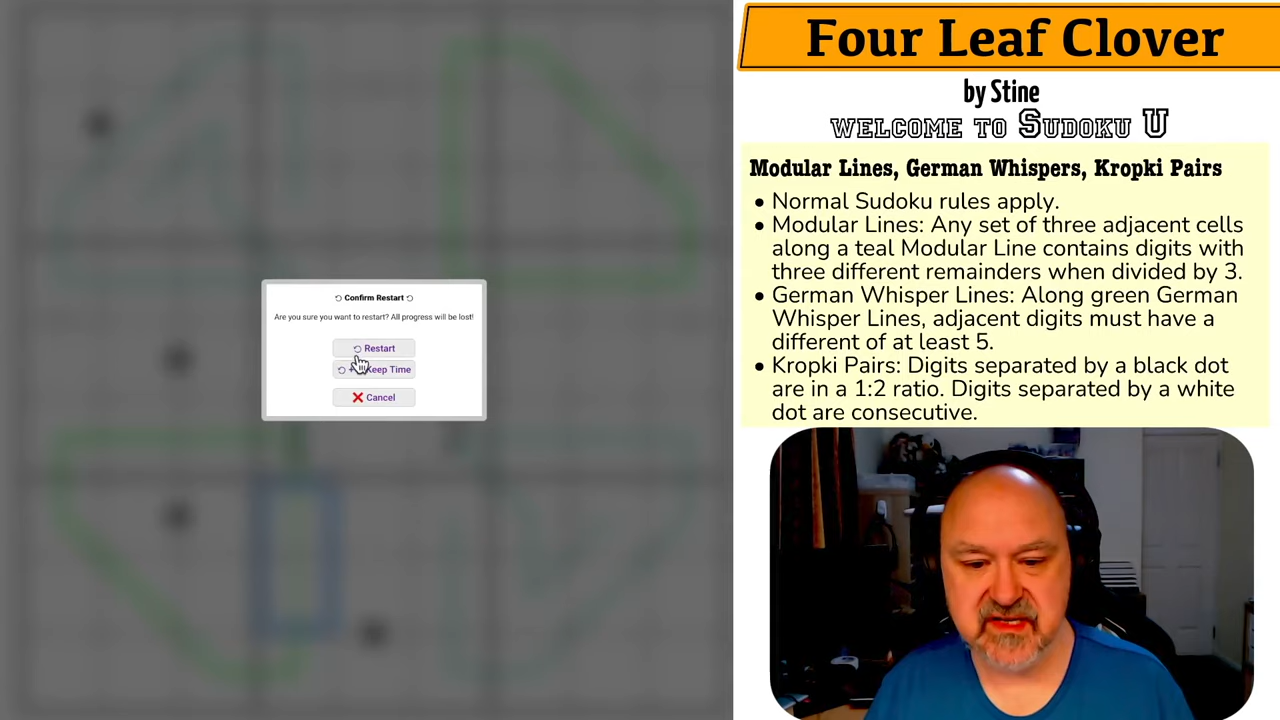 Four Leaf Clover
by Stine
WELCOME TO SUDOKU U
Modular Lines, German Whispers, Kropki Pairs
• Normal Sudoku rules apply.
• Modular Lines: Any set of three adjacent cells
along a teal Modular Line contains digits with
three different remainders when divided by 3.
• German Whisper Lines: Along green German
Whisper Lines, adjacent digits must have a
different of at least 5.
• Kropki Pairs: Digits separated by a black dot
are in a 1:2 ratio. Digits separated by a white
dot are consecutive.
Confirm Restart
Are you sure you want to restart? All progress will be lost!
Restart
Keep Time
Cancel